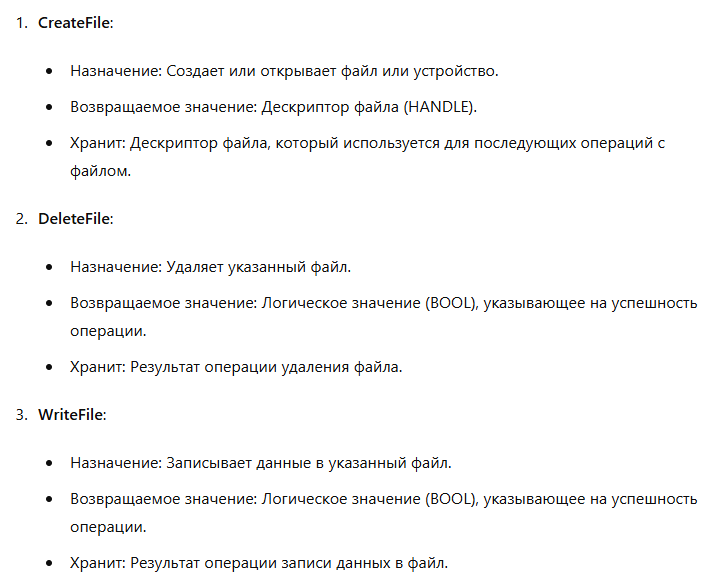 1. CreateFile:
• Назначение: Создает или открывает файл или устройство.
• Возвращаемое значение: Дескриптор файла (HANDLE).
• Хранит: Дескриптор файла, который используется для последующих операций с
файлом.
2. DeleteFile:
• Назначение: Удаляет указанный файл.
• Возвращаемое значение: Логическое значение (BOOL), указывающее на успешность
операции.
• Хранит: Результат операции удаления файла.
3. WriteFile:
• Назначение: Записывает данные в указанный файл.
• Возвращаемое значение: Логическое значение (BOOL), указывающее на успешность
операции.
• Хранит: Результат операции записи данных в файл.